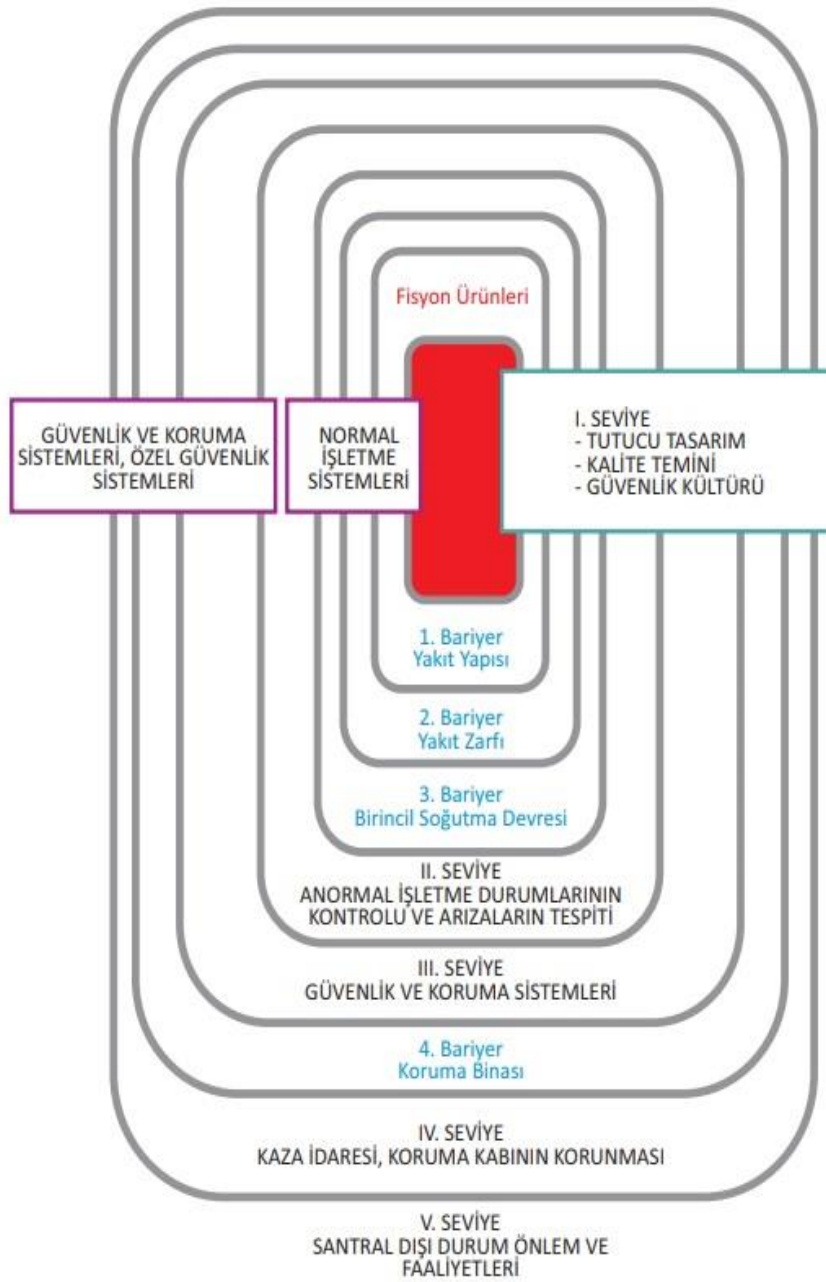 Fisyon Ürünleri
GÜVENLİK VE KORUMA
SİSTEMLERİ, ÖZEL GÜVENLİK
SİSTEMLERİ
NORMAL
İŞLETME
SİSTEMLERİ
I. SEVİYE
- TUTUCU TASARIM
- KALİTE TEMİNİ
- GÜVENLİK KÜLTÜRÜ
1. Bariyer
Yakıt Yapısı
2. Bariyer
Yakıt Zarfı
3. Bariyer
Birincil Soğutma Devresi
II. SEVİYE
ANORMAL İŞLETME DURUMLARININ
KONTROLU VE ARIZALARIN TESPİTİ
III. SEVİYE
GÜVENLİK VE KORUMA SİSTEMLERİ
4. Bariyer
Koruma Binası
IV. SEVİYE
KAZA İDARESİ, KORUMA KABININ KORUNMASI
V. SEVİYE
SANTRAL DIŞI DURUM ÖNLEM VE
FAALİYETLERİ